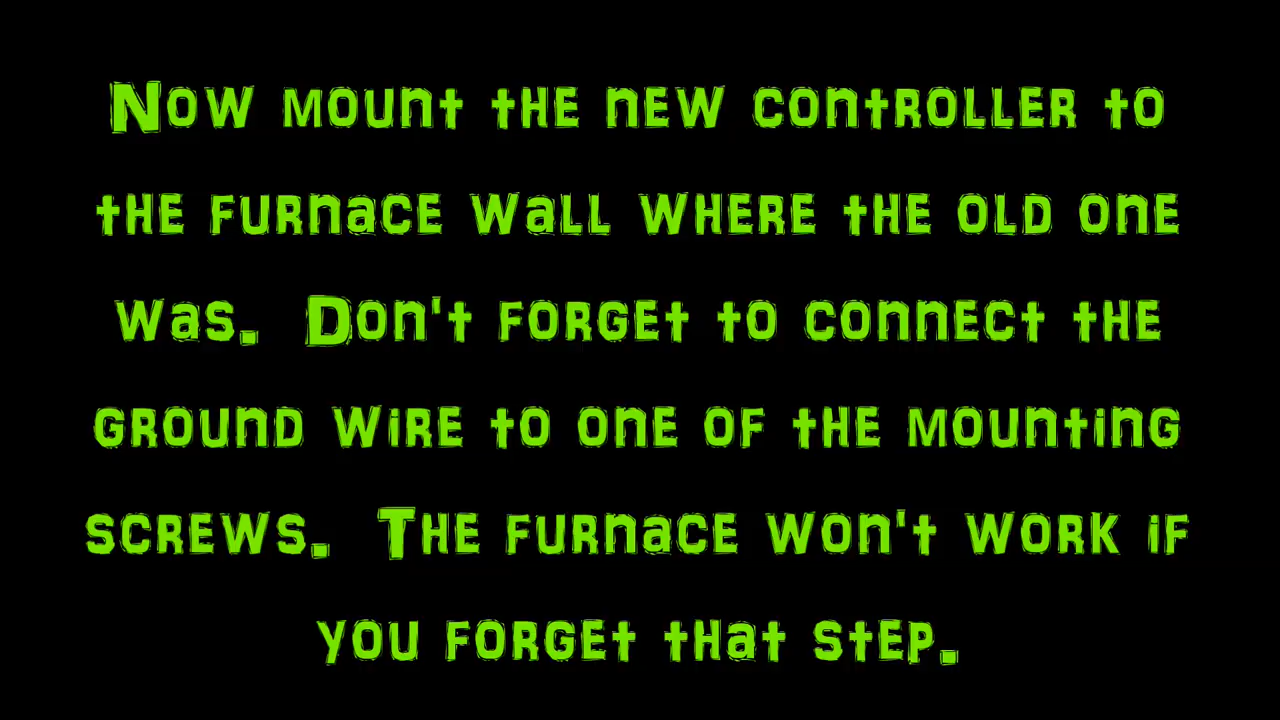 Now mount the new controller to
the furnace wall where the old one
was.  Don't forget to connect the
ground wire to one of the mounting
screws.  The furnace won't work if
you forget that step.